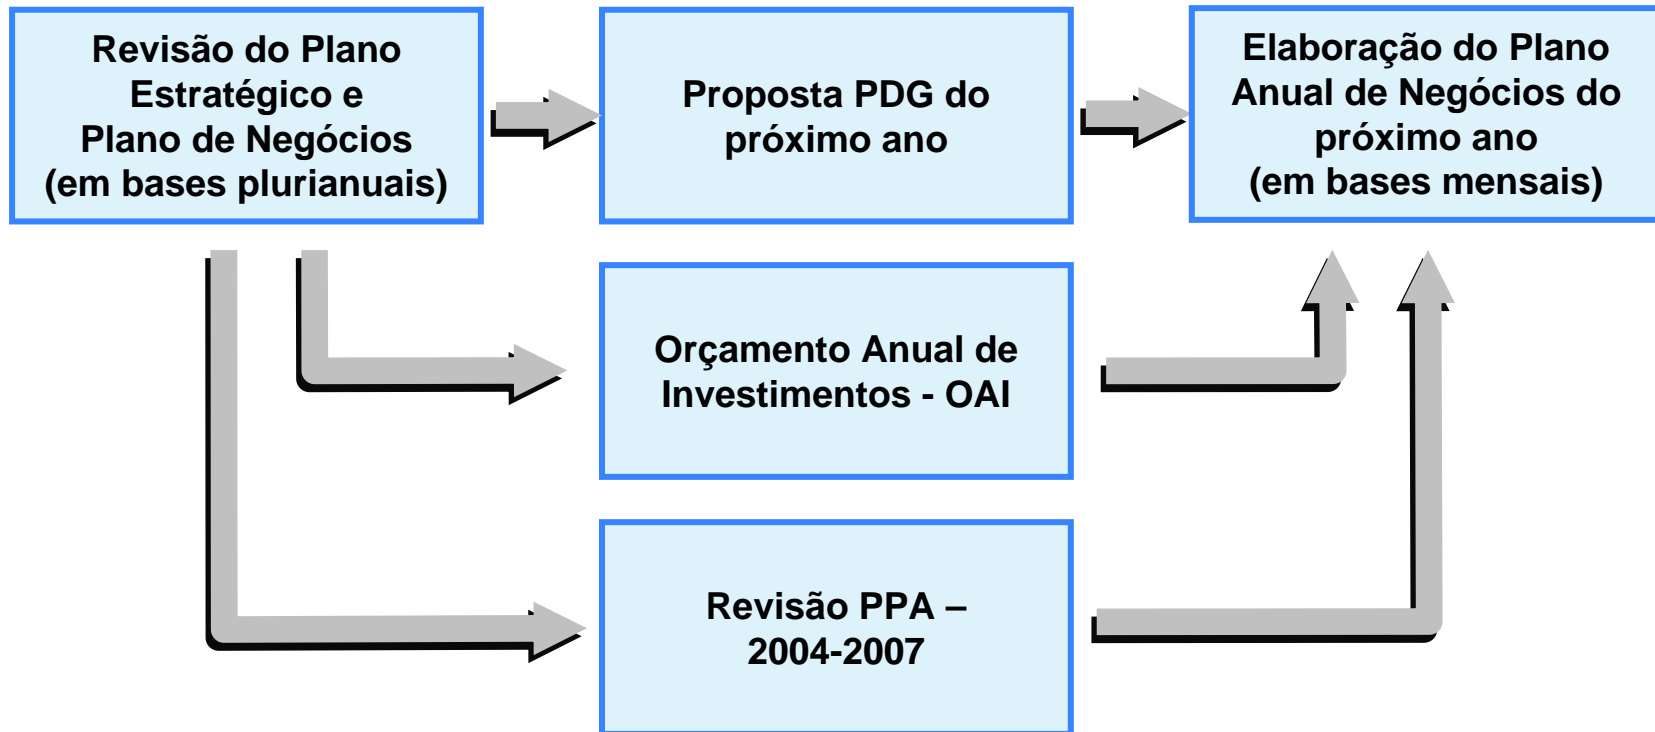 Revisão do Plano
Estratégico e
Plano de Negócios
(em bases plurianuais)
Proposta PDG do
próximo ano
Elaboração do Plano
Anual de Negócios do
próximo ano
(em bases mensais)
Orçamento Anual de
Investimentos - OAI
Revisão PPA –
2004-2007